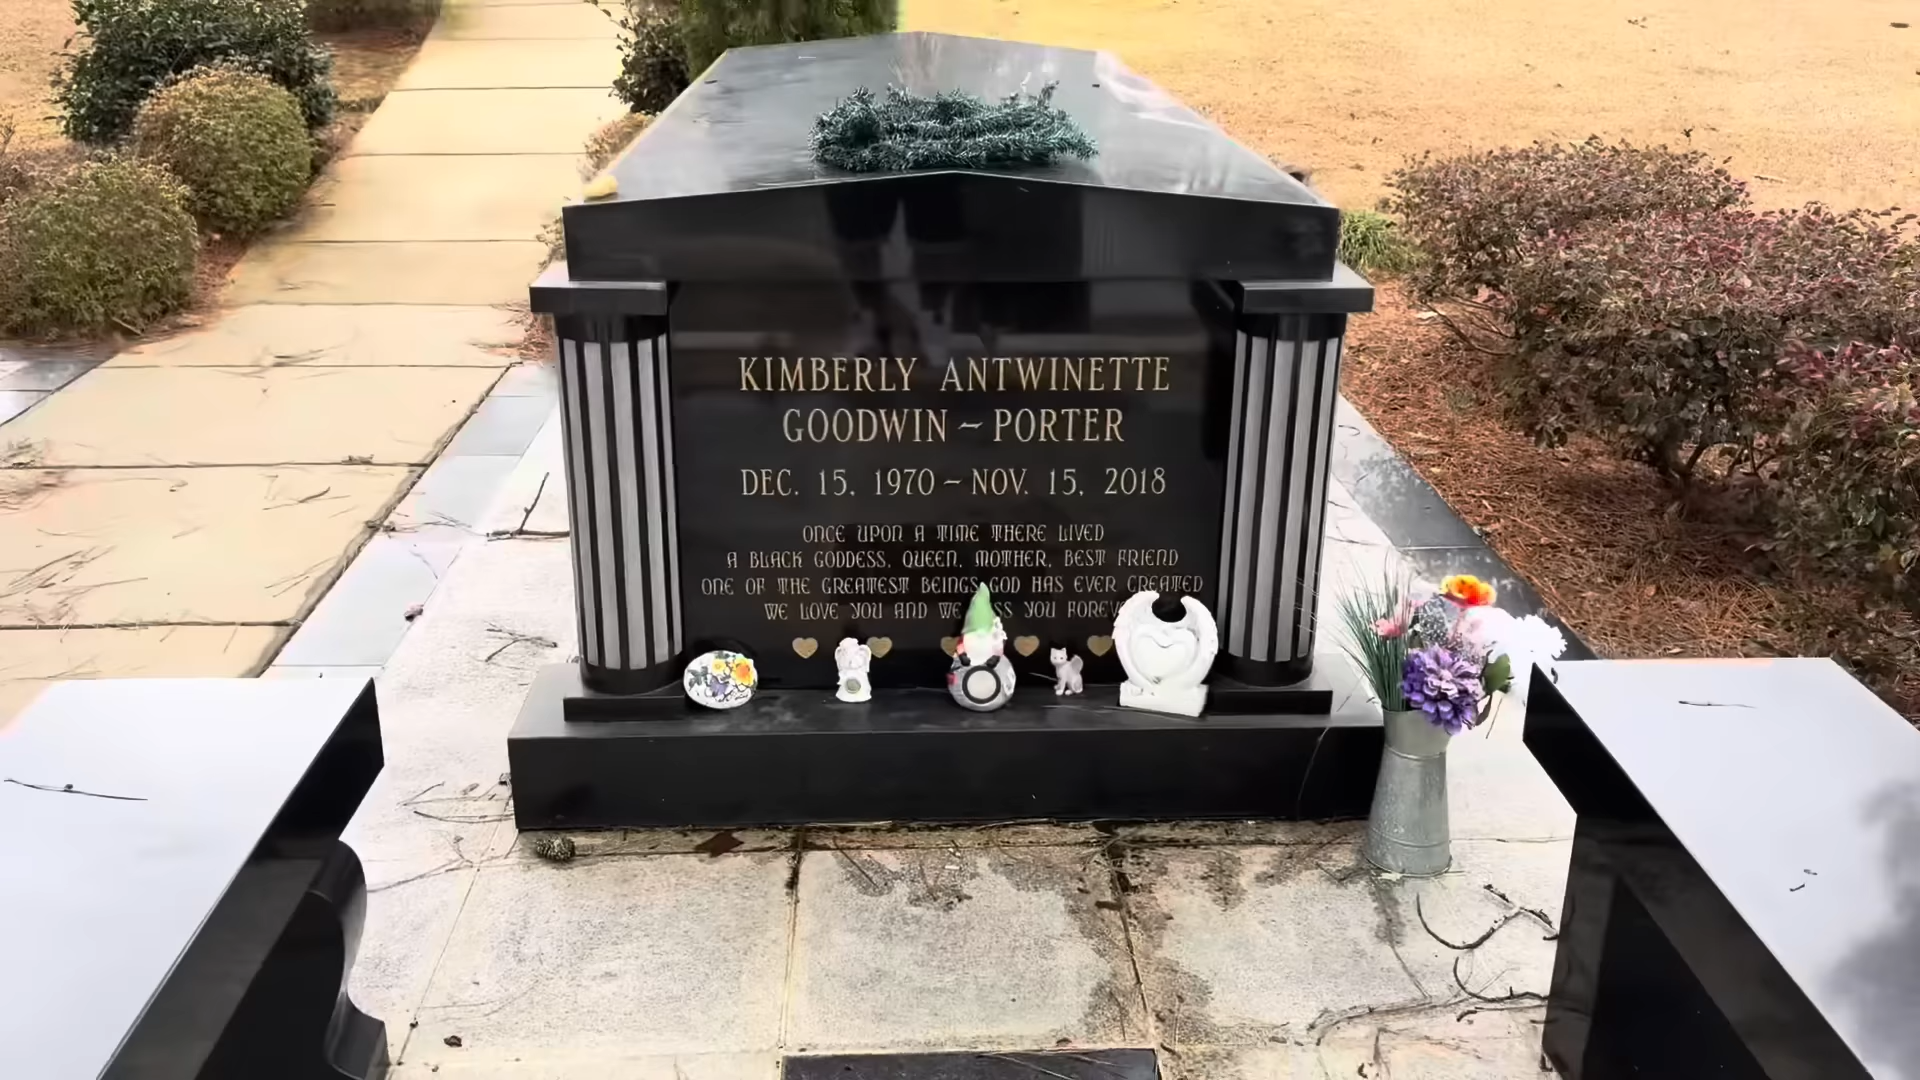 KIMBERLY ANTWINETTE
GOODWIN ~ PORTER
DEC. 15, 1970 ~ NOV. 15, 2018
ONCE UPON A TIME THERE LIVED
A BLACK GODDESS, QUEEN, MOTHER, BEST FRIEND
ONE OF THE GREATEST BEINGS GOD HAS EVER CREATED
WE LOVE YOU AND WE YOU